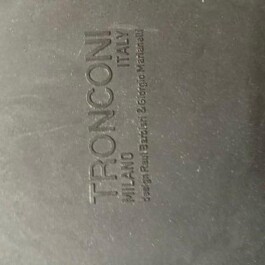 TRONCONI
MILANO ITALY
design Raul Barbieri & Giorgio Marianelli